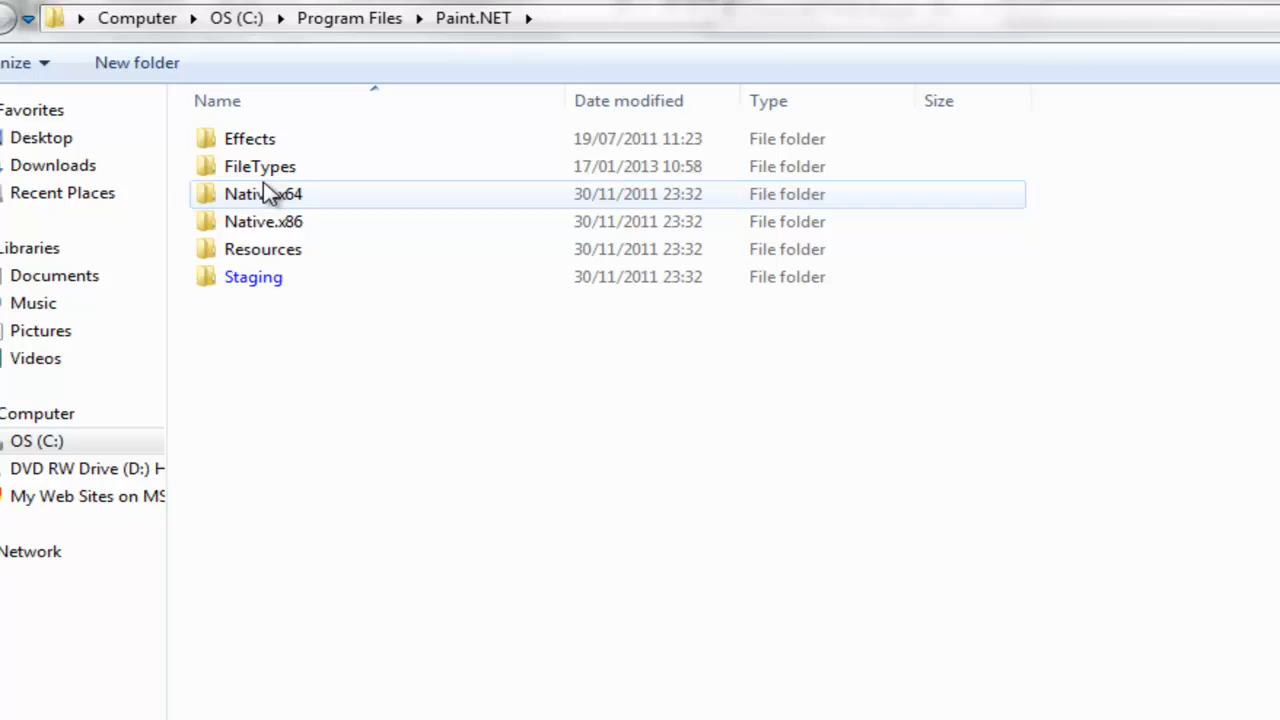 Computer ▸ OS (C:) ▸ Program Files ▸ Paint.NET ▸
nize New folder
Name Date modified Type Size
Effects 19/07/2011 11:23 File folder
FileTypes 17/01/2013 10:58 File folder
Native.x64 30/11/2011 23:32 File folder
Native.x86 30/11/2011 23:32 File folder
Resources 30/11/2011 23:32 File folder
Staging 30/11/2011 23:32 File folder
Favorites
Desktop
Downloads
Recent Places
Libraries
Documents
Music
Pictures
Videos
Computer
OS (C:)
DVD RW Drive (D:) H
My Web Sites on MS
Network